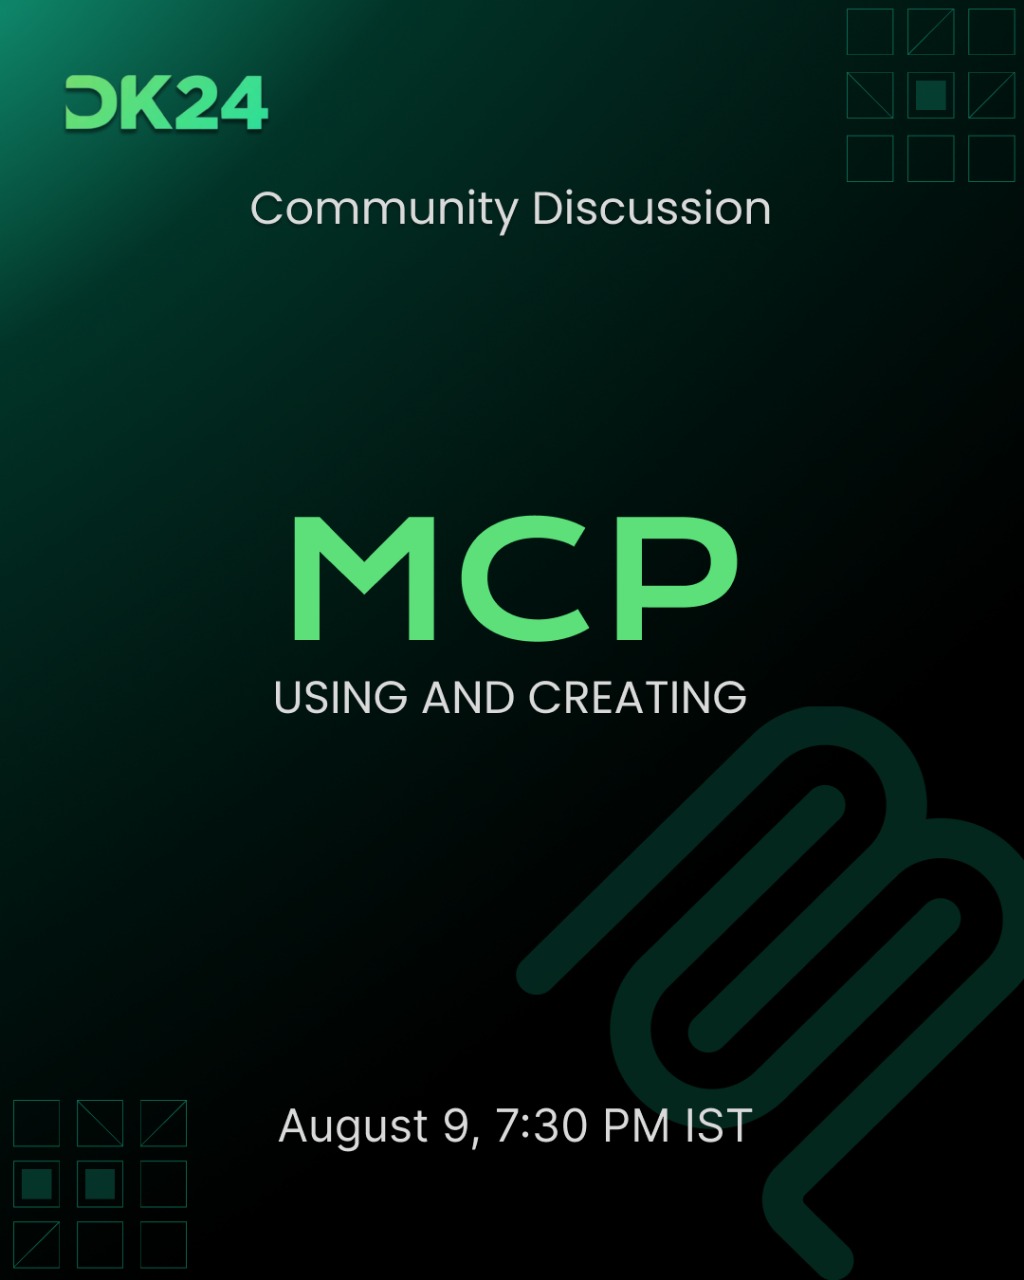 DK24
Community Discussion
MCP
USING AND CREATING
August 9, 7:30 PM IST